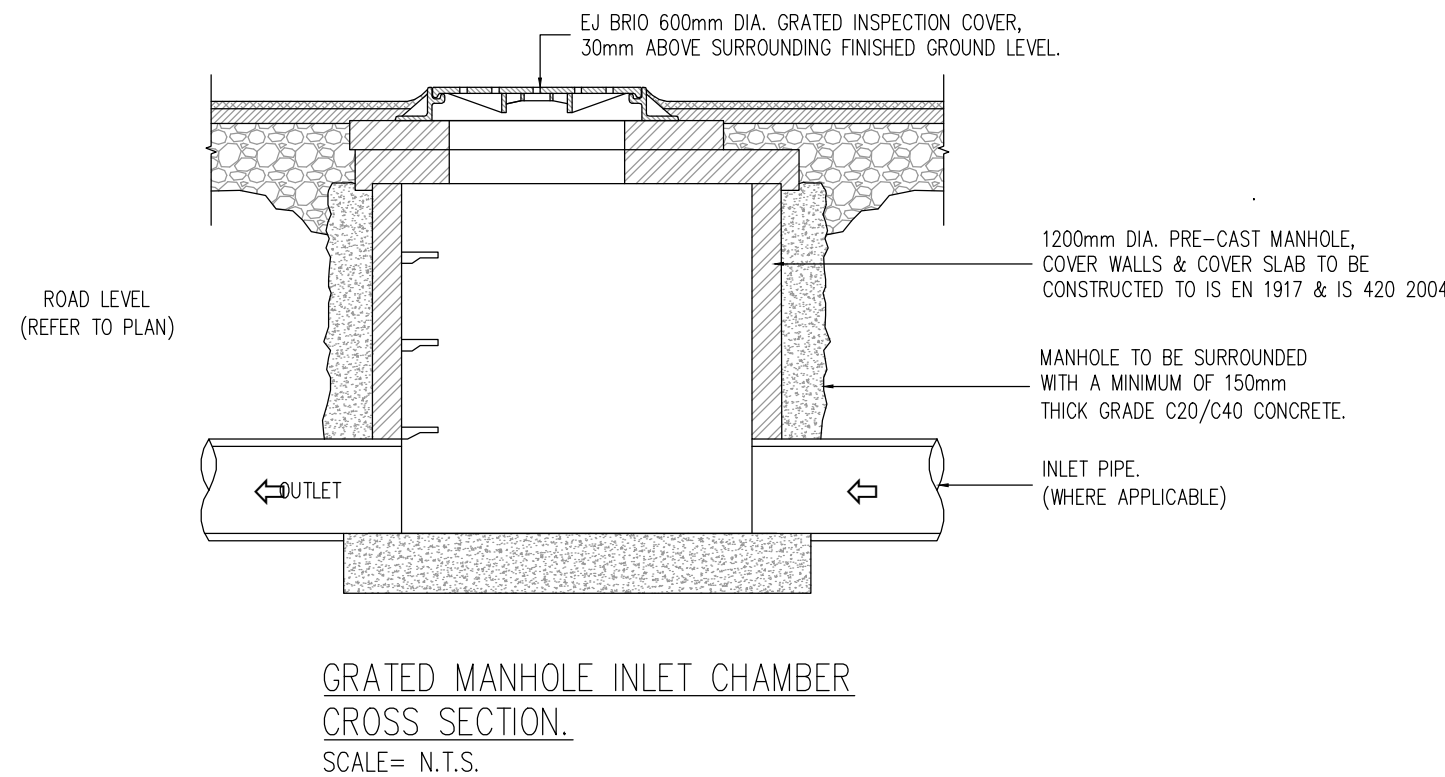 EJ BRIO 600mm DIA. GRATED INSPECTION COVER,
30mm ABOVE SURROUNDING FINISHED GROUND LEVEL.
1200mm DIA. PRE-CAST MANHOLE,
COVER WALLS & COVER SLAB TO BE
CONSTRUCTED TO IS EN 1917 & IS 420 2004
ROAD LEVEL
(REFER TO PLAN)
MANHOLE TO BE SURROUNDED
WITH A MINIMUM OF 150mm
THICK GRADE C20/C40 CONCRETE.
INLET PIPE.
(WHERE APPLICABLE)
OUTLET
GRATED MANHOLE INLET CHAMBER
CROSS SECTION.
SCALE= N.T.S.